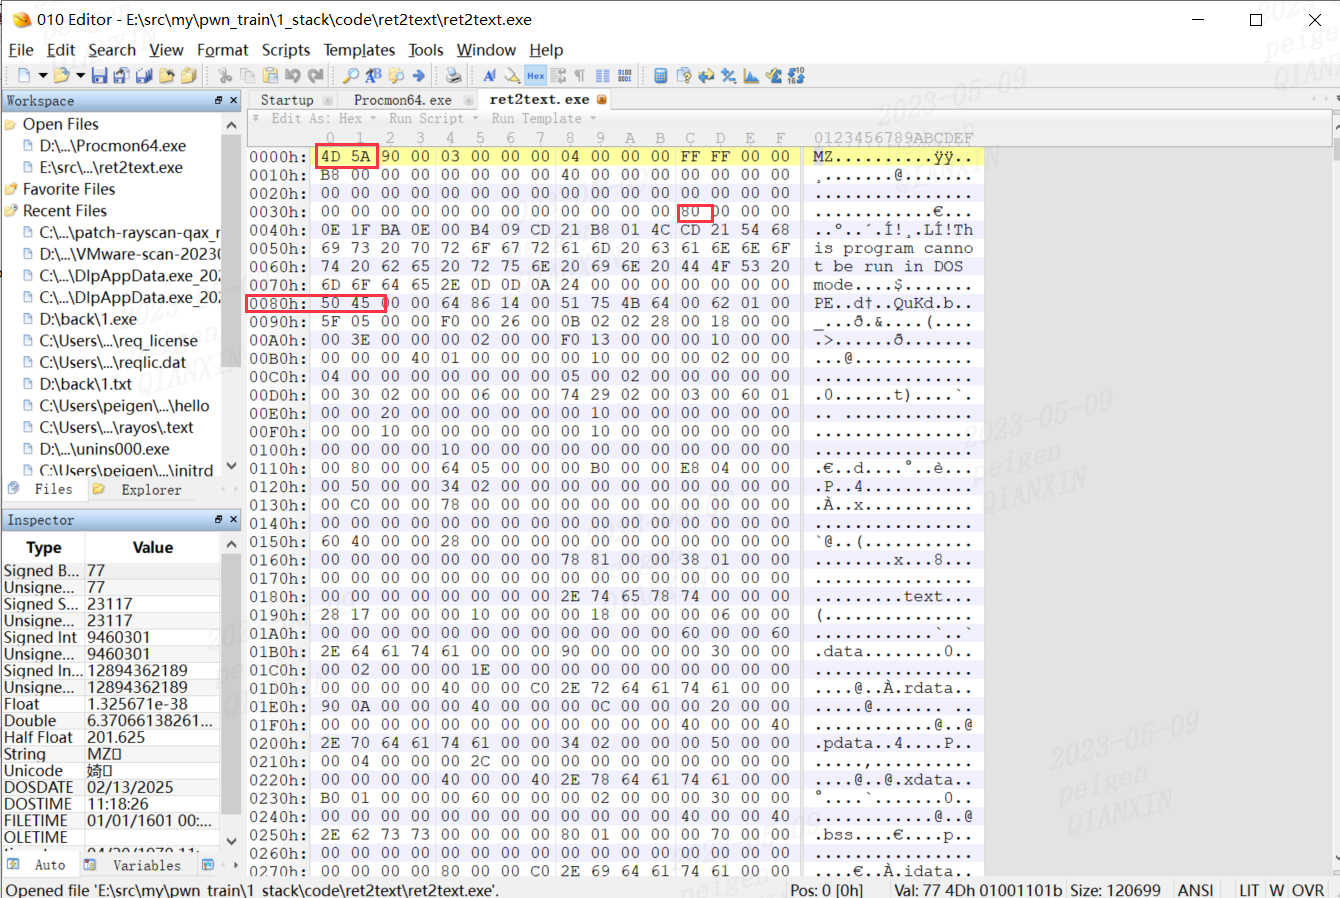 010 Editor - E:\src\my\pwn_train\1_stack\code\ret2text\ret2text.exe
File Edit Search View Format Scripts Templates Tools Window Help
Workspace
Open Files
D:\...\Procmon64.exe
E:\src...\ret2text.exe
Favorite Files
Recent Files
C:\...\patch-rayscan-qax_r
D:\...\VMware-scan-20230
C:\...\DlpAppData.exe_202
C:\...\DlpAppData.exe_202
D:\back\1.exe
C:\Users\...\req_license
C:\Users\...\reqlic.dat
D:\back\1.txt
C:\Users\peigen\...\hello
C:\Users\...\rayos\.text
D:\...\unins000.exe
C:\Users\peigen\...\initrd
Files Explorer
Inspector
Type Value
Signed B... 77
Unsigne... 77
Signed S... 23117
Unsigne... 23117
Signed Int 9460301
Unsigne... 9460301
Signed In... 12894362189
Unsigne... 12894362189
Float 1.325671e-38
Double 6.37066138261...
Half Float 201.625
String MZ
Unicode
DOSDATE 02/13/2025
DOSTIME 11:18:26
FILETIME 01/01/1601 00:...
OLETIME
Auto Variables
Startup Procmon64.exe ret2text.exe
Edit As: Hex Run Script Run Template
0 1 2 3 4 5 6 7 8 9 A B C D E F 0123456789ABCDEF
0000h: 4D 5A 90 00 03 00 00 00 04 00 00 00 FF FF 00 00 MZ..........ÿÿ..
0010h: B8 00 00 00 00 00 00 00 40 00 00 00 00 00 00 00 ¸.......@.......
0020h: 00 00 00 00 00 00 00 00 00 00 00 00 00 00 00 00 ................
0030h: 00 00 00 00 00 00 00 00 00 00 00 00 80 00 00 00 ............€...
0040h: 0E 1F BA 0E 00 B4 09 CD 21 B8 01 4C CD 21 54 68 ..º..´.Í!¸.LÍ!Th
0050h: 69 73 20 70 72 6F 67 72 61 6D 20 63 61 6E 6E 6F is program canno
0060h: 74 20 62 65 20 72 75 6E 20 69 6E 20 44 4F 53 20 t be run in DOS
0070h: 6D 6F 64 65 2E 0D 0D 0A 24 00 00 00 00 00 00 00 mode....$.......
0080h: 50 45 00 00 64 86 14 00 51 75 4B 64 00 62 01 00 PE..d†..QuKd.b..
0090h: 5F 05 00 00 F0 00 26 00 0B 02 02 28 00 18 00 00 _...ð.&....(....
00A0h: 00 3E 00 00 00 02 00 00 F0 13 00 00 00 10 00 00 .>......ð.......
00B0h: 00 00 00 40 01 00 00 00 00 10 00 00 00 02 00 00 ...@............
00C0h: 04 00 00 00 00 00 00 00 05 00 02 00 00 00 00 00 ................
00D0h: 00 30 02 00 00 06 00 00 74 29 02 00 03 00 60 01 .0......t)....`.
00E0h: 00 00 20 00 00 00 00 00 00 10 00 00 00 00 00 00 .. .............
00F0h: 00 00 10 00 00 00 00 00 00 10 00 00 00 00 00 00 ................
0100h: 00 00 00 00 10 00 00 00 00 00 00 00 00 00 00 00 ................
0110h: 00 80 00 00 64 05 00 00 00 B0 00 00 E8 04 00 00 .€..d....°..è...
0120h: 00 50 00 00 34 02 00 00 00 00 00 00 00 00 00 00 .P..4...........
0130h: 00 C0 00 00 78 00 00 00 00 00 00 00 00 00 00 00 .À..x...........
0140h: 00 00 00 00 00 00 00 00 00 00 00 00 00 00 00 00 ................
0150h: 60 40 00 00 28 00 00 00 00 00 00 00 00 00 00 00 `@..(...........
0160h: 00 00 00 00 00 00 00 00 78 81 00 00 38 01 00 00 ........x...8...
0170h: 00 00 00 00 00 00 00 00 00 00 00 00 00 00 00 00 ................
0180h: 00 00 00 00 00 00 00 00 2E 74 65 78 74 00 00 00 .........text...
0190h: 28 17 00 00 00 10 00 00 00 18 00 00 00 06 00 00 (...............
01A0h: 00 00 00 00 00 00 00 00 00 00 00 00 60 00 00 60 ............`..`
01B0h: 2E 64 61 74 61 00 00 00 90 00 00 00 00 30 00 00 .data........0..
01C0h: 00 02 00 00 00 1E 00 00 00 00 00 00 00 00 00 00 ................
01D0h: 00 00 00 00 40 00 00 C0 2E 72 64 61 74 61 00 00 ....@..À.rdata..
01E0h: 90 0A 00 00 00 40 00 00 00 0C 00 00 00 20 00 00 .....@....... ..
01F0h: 00 00 00 00 00 00 00 00 00 00 00 00 40 00 00 40 ............@..@
0200h: 2E 70 64 61 74 61 00 00 34 02 00 00 00 50 00 00 .pdata..4....P..
0210h: 00 04 00 00 00 2C 00 00 00 00 00 00 00 00 00 00 .....,..........
0220h: 00 00 00 00 40 00 00 40 2E 78 64 61 74 61 00 00 ....@..@.xdata..
0230h: B0 01 00 00 00 60 00 00 00 02 00 00 00 30 00 00 °....`.......0..
0240h: 00 00 00 00 00 00 00 00 00 00 00 00 40 00 00 40 ............@..@
0250h: 2E 62 73 73 00 00 00 00 80 01 00 00 00 70 00 00 .bss....€....p..
0260h: 00 00 00 00 00 00 00 00 00 00 00 00 00 00 00 00 ................
0270h: 00 00 00 00 80 00 00 C0 2E 69 64 61 74 61 00 00 ....€..À.idata..
Opened file 'E:\src\my\pwn_train\1_stack\code\ret2text\ret2text.exe'.
Pos: 0 [0h] Val: 77 4Dh 01001101b Size: 120699 ANSI LIT W OVR
2023-05-09
peigen
QIANXIN